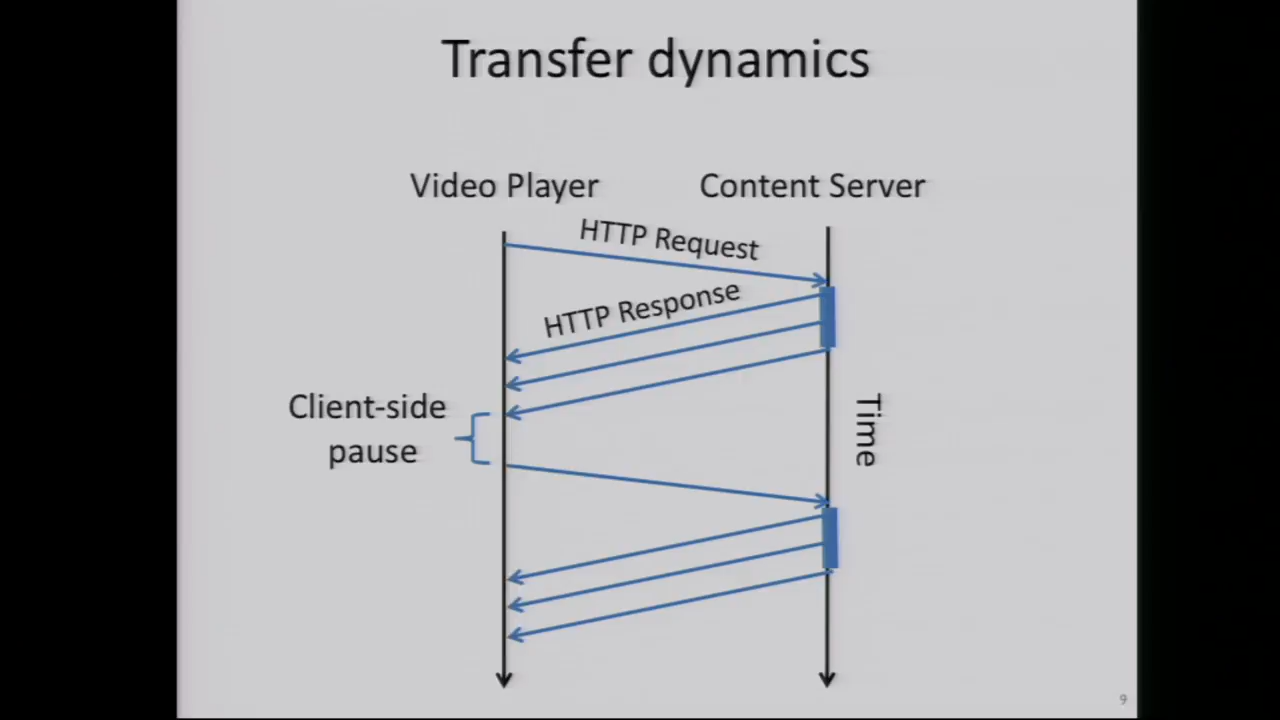 Transfer dynamics
Video Player
Content Server
HTTP Request
HTTP Response
Client-side
pause
Time
9